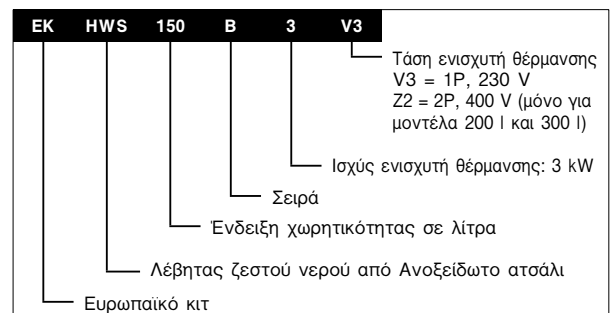 EK HWS 150 B 3 V3
Τάση ενισχυτή θέρμανσης
V3 = 1P, 230 V
Z2 = 2P, 400 V (μόνο για
μοντέλα 200 l και 300 l)
Ισχύς ενισχυτή θέρμανσης: 3 kW
Σειρά
Ένδειξη χωρητικότητας σε λίτρα
Λέβητας ζεστού νερού από Ανοξείδωτο ατσάλι
Ευρωπαϊκό κιτ